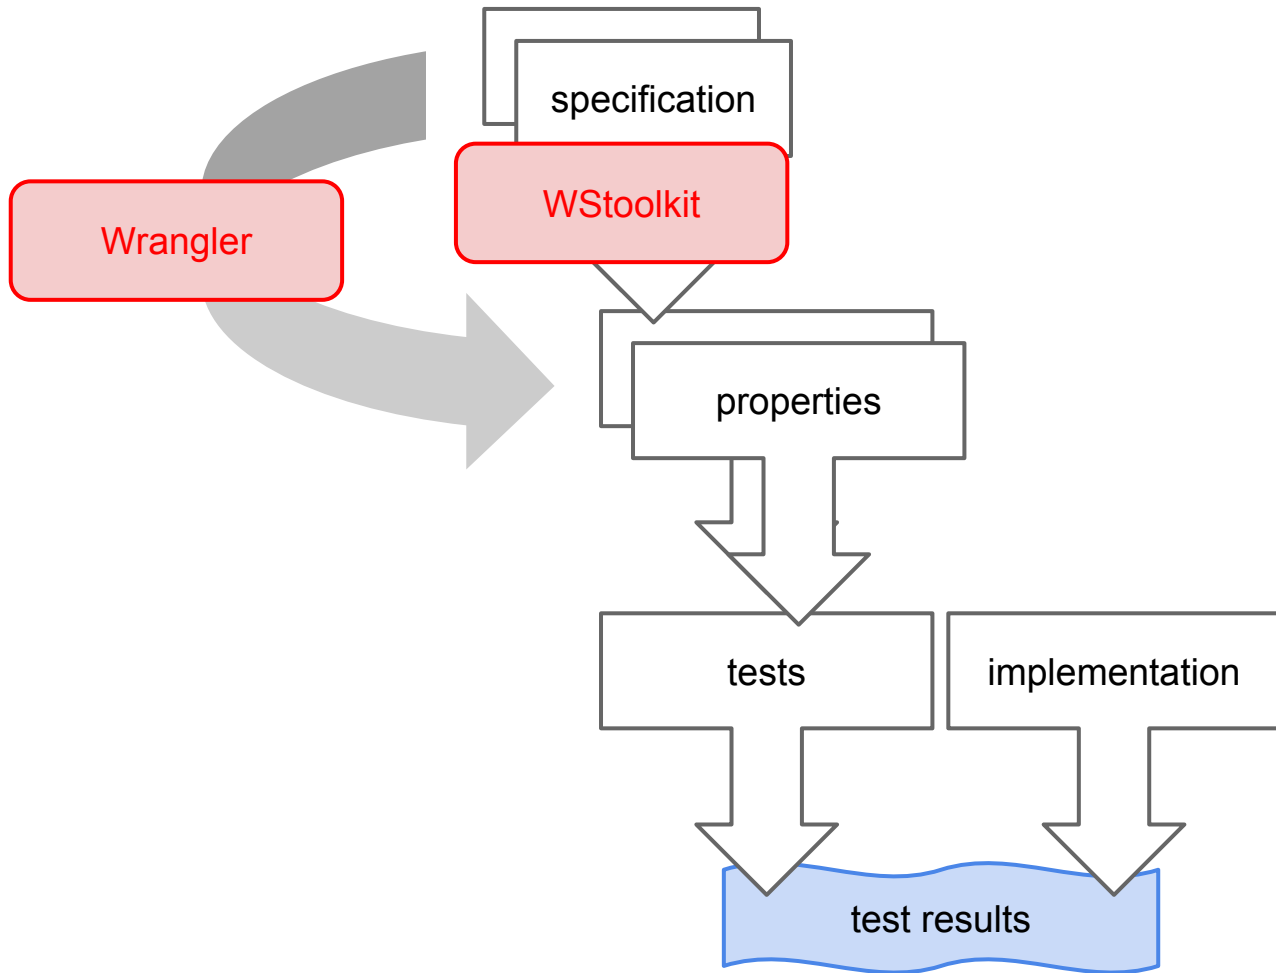 specification
WStoolkit
Wrangler
properties
tests
implementation
test results